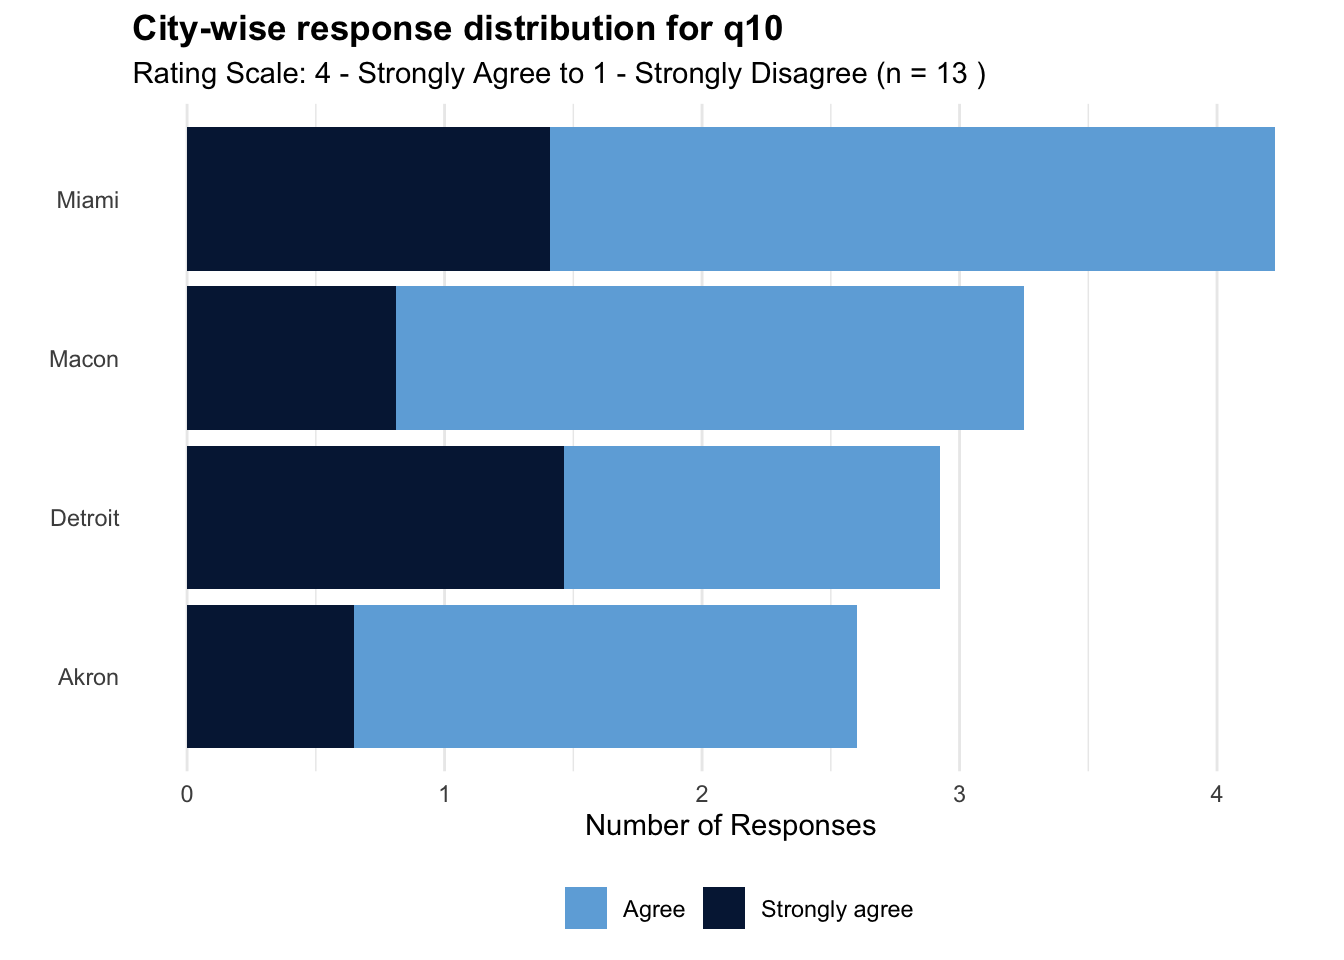 City-wise response distribution for q10
Rating Scale: 4 - Strongly Agree to 1 - Strongly Disagree (n = 13 )
Miami
Macon
Detroit
Akron
0 1 2 3 4
Number of Responses
Agree Strongly agree